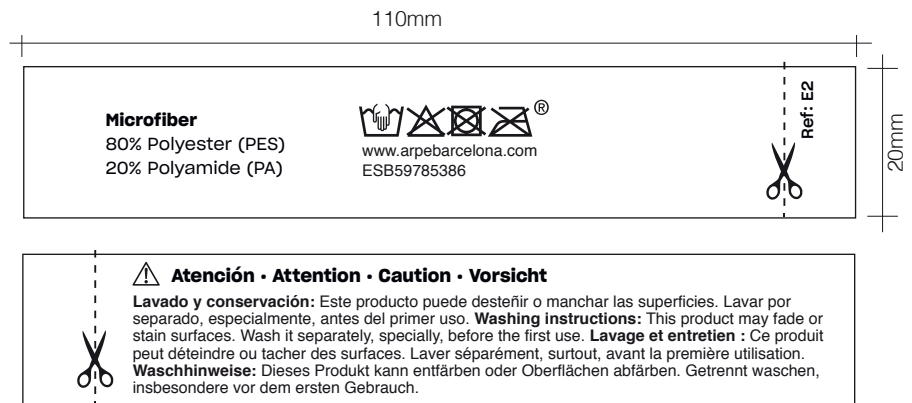 110mm
Microfiber
80% Polyester (PES)
20% Polyamide (PA)
®
www.arpebarcelona.com
ESB59785386
Ref: E2
20mm
Atención · Attention · Caution · Vorsicht
Lavado y conservación: Este producto puede desteñir o manchar las superficies. Lavar por
separado, especialmente, antes del primer uso. Washing instructions: This product may fade or
stain surfaces. Wash it separately, specially, before the first use. Lavage et entretien : Ce produit
peut déteindre ou tacher des surfaces. Laver séparément, surtout, avant la première utilisation.
Waschhinweise: Dieses Produkt kann entfärben oder Oberflächen abfärben. Getrennt waschen,
insbesondere vor dem ersten Gebrauch.